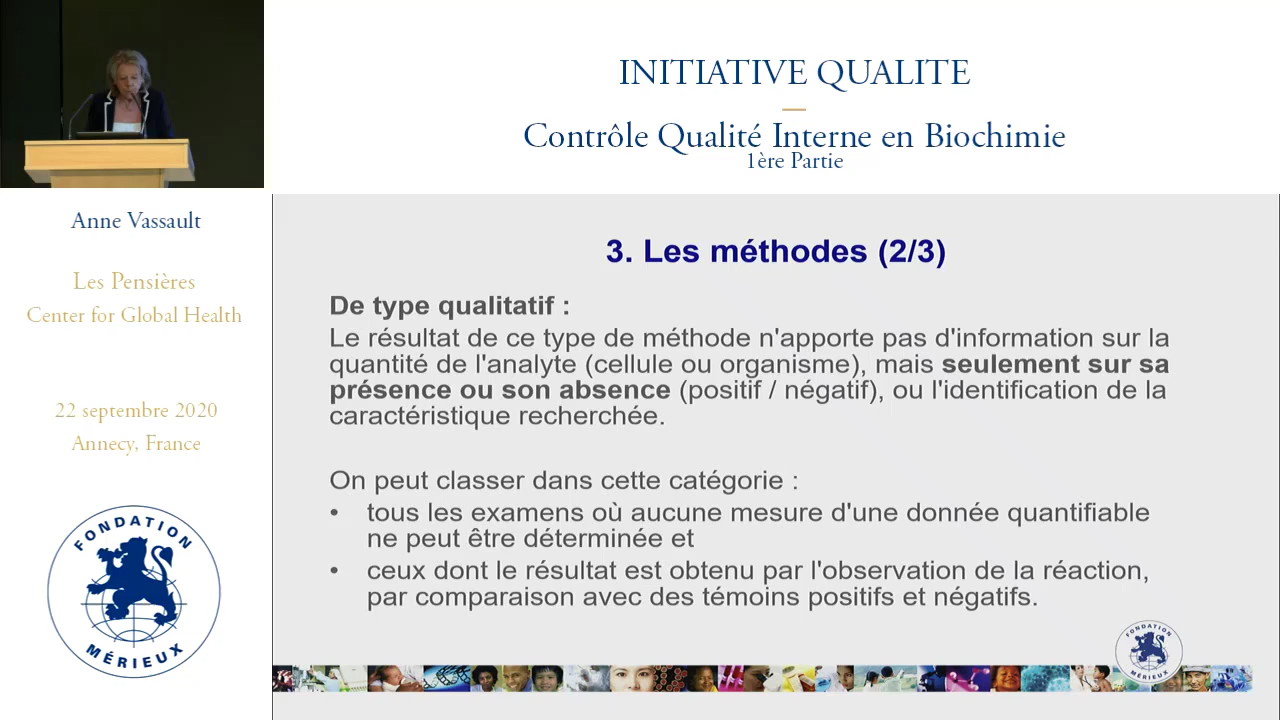 INITIATIVE QUALITE
Contrôle Qualité Interne en Biochimie
1ère Partie
Anne Vassault
Les Pensières
Center for Global Health
22 septembre 2020
Annecy, France
FONDATION
MÉRIEUX
3. Les méthodes (2/3)
De type qualitatif :
Le résultat de ce type de méthode n'apporte pas d'information sur la
quantité de l'analyte (cellule ou organisme), mais seulement sur sa
présence ou son absence (positif / négatif), ou l'identification de la
caractéristique recherchée.
On peut classer dans cette catégorie :
• tous les examens où aucune mesure d'une donnée quantifiable
ne peut être déterminée et
• ceux dont le résultat est obtenu par l'observation de la réaction,
par comparaison avec des témoins positifs et négatifs.
FONDATION
MÉRIEUX